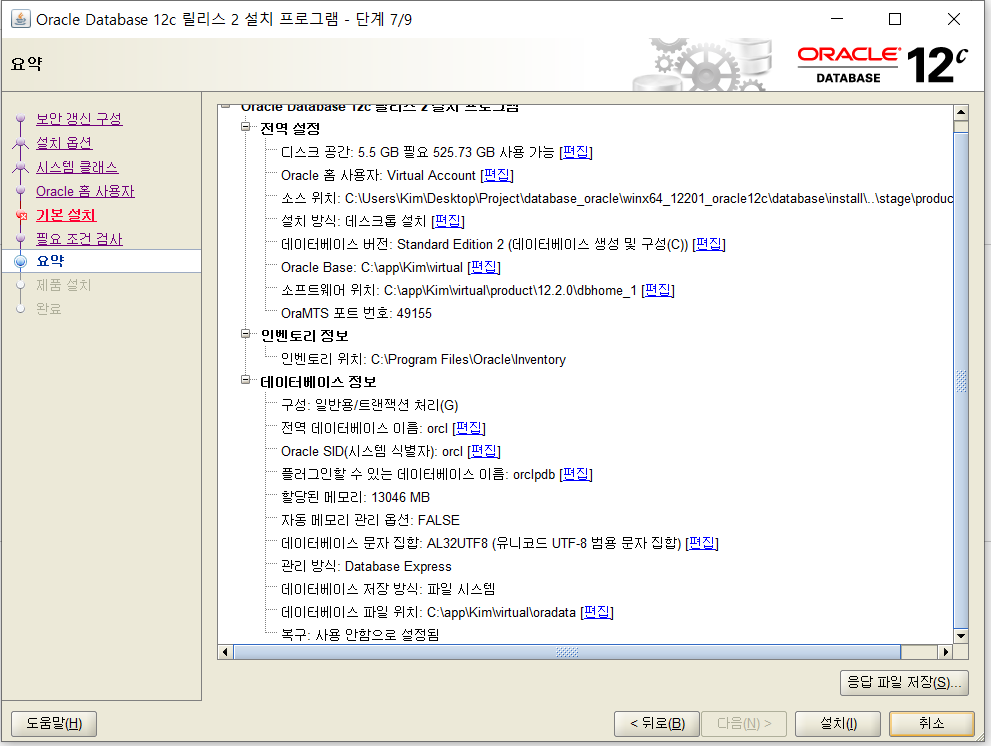 Oracle Database 12c 릴리스 2 설치 프로그램 - 단계 7/9
요약
ORACLE®
DATABASE
12c
보안 갱신 구성
설치 옵션
시스템 클래스
Oracle 홈 사용자
기본 설치
필요 조건 검사
요약
제품 설치
완료
Oracle Database 12c 릴리스 2 설치 프로그램
전역 설정
디스크 공간: 5.5 GB 필요 525.73 GB 사용 가능 [편집]
Oracle 홈 사용자: Virtual Account [편집]
소스 위치: C:\Users\Kim\Desktop\Project\database_oracle\winx64_12201_oracle12c\database\install\..\stage\produc
설치 방식: 데스크톱 설치 [편집]
데이터베이스 버전: Standard Edition 2 (데이터베이스 생성 및 구성(C)) [편집]
Oracle Base: C:\app\Kim\virtual [편집]
소프트웨어 위치: C:\app\Kim\virtual\product\12.2.0\dbhome_1 [편집]
OraMTS 포트 번호: 49155
인벤토리 정보
인벤토리 위치: C:\Program Files\Oracle\Inventory
데이터베이스 정보
구성: 일반용/트랜잭션 처리(G)
전역 데이터베이스 이름: orcl [편집]
Oracle SID(시스템 식별자): orcl [편집]
플러그인할 수 있는 데이터베이스 이름: orclpdb [편집]
할당된 메모리: 13046 MB
자동 메모리 관리 옵션: FALSE
데이터베이스 문자 집합: AL32UTF8 (유니코드 UTF-8 범용 문자 집합) [편집]
관리 방식: Database Express
데이터베이스 저장 방식: 파일 시스템
데이터베이스 파일 위치: C:\app\Kim\virtual\oradata [편집]
복구: 사용 안함으로 설정됨
응답 파일 저장(S)...
도움말(H)
< 뒤로(B)
다음(N) >
설치(I)
취소